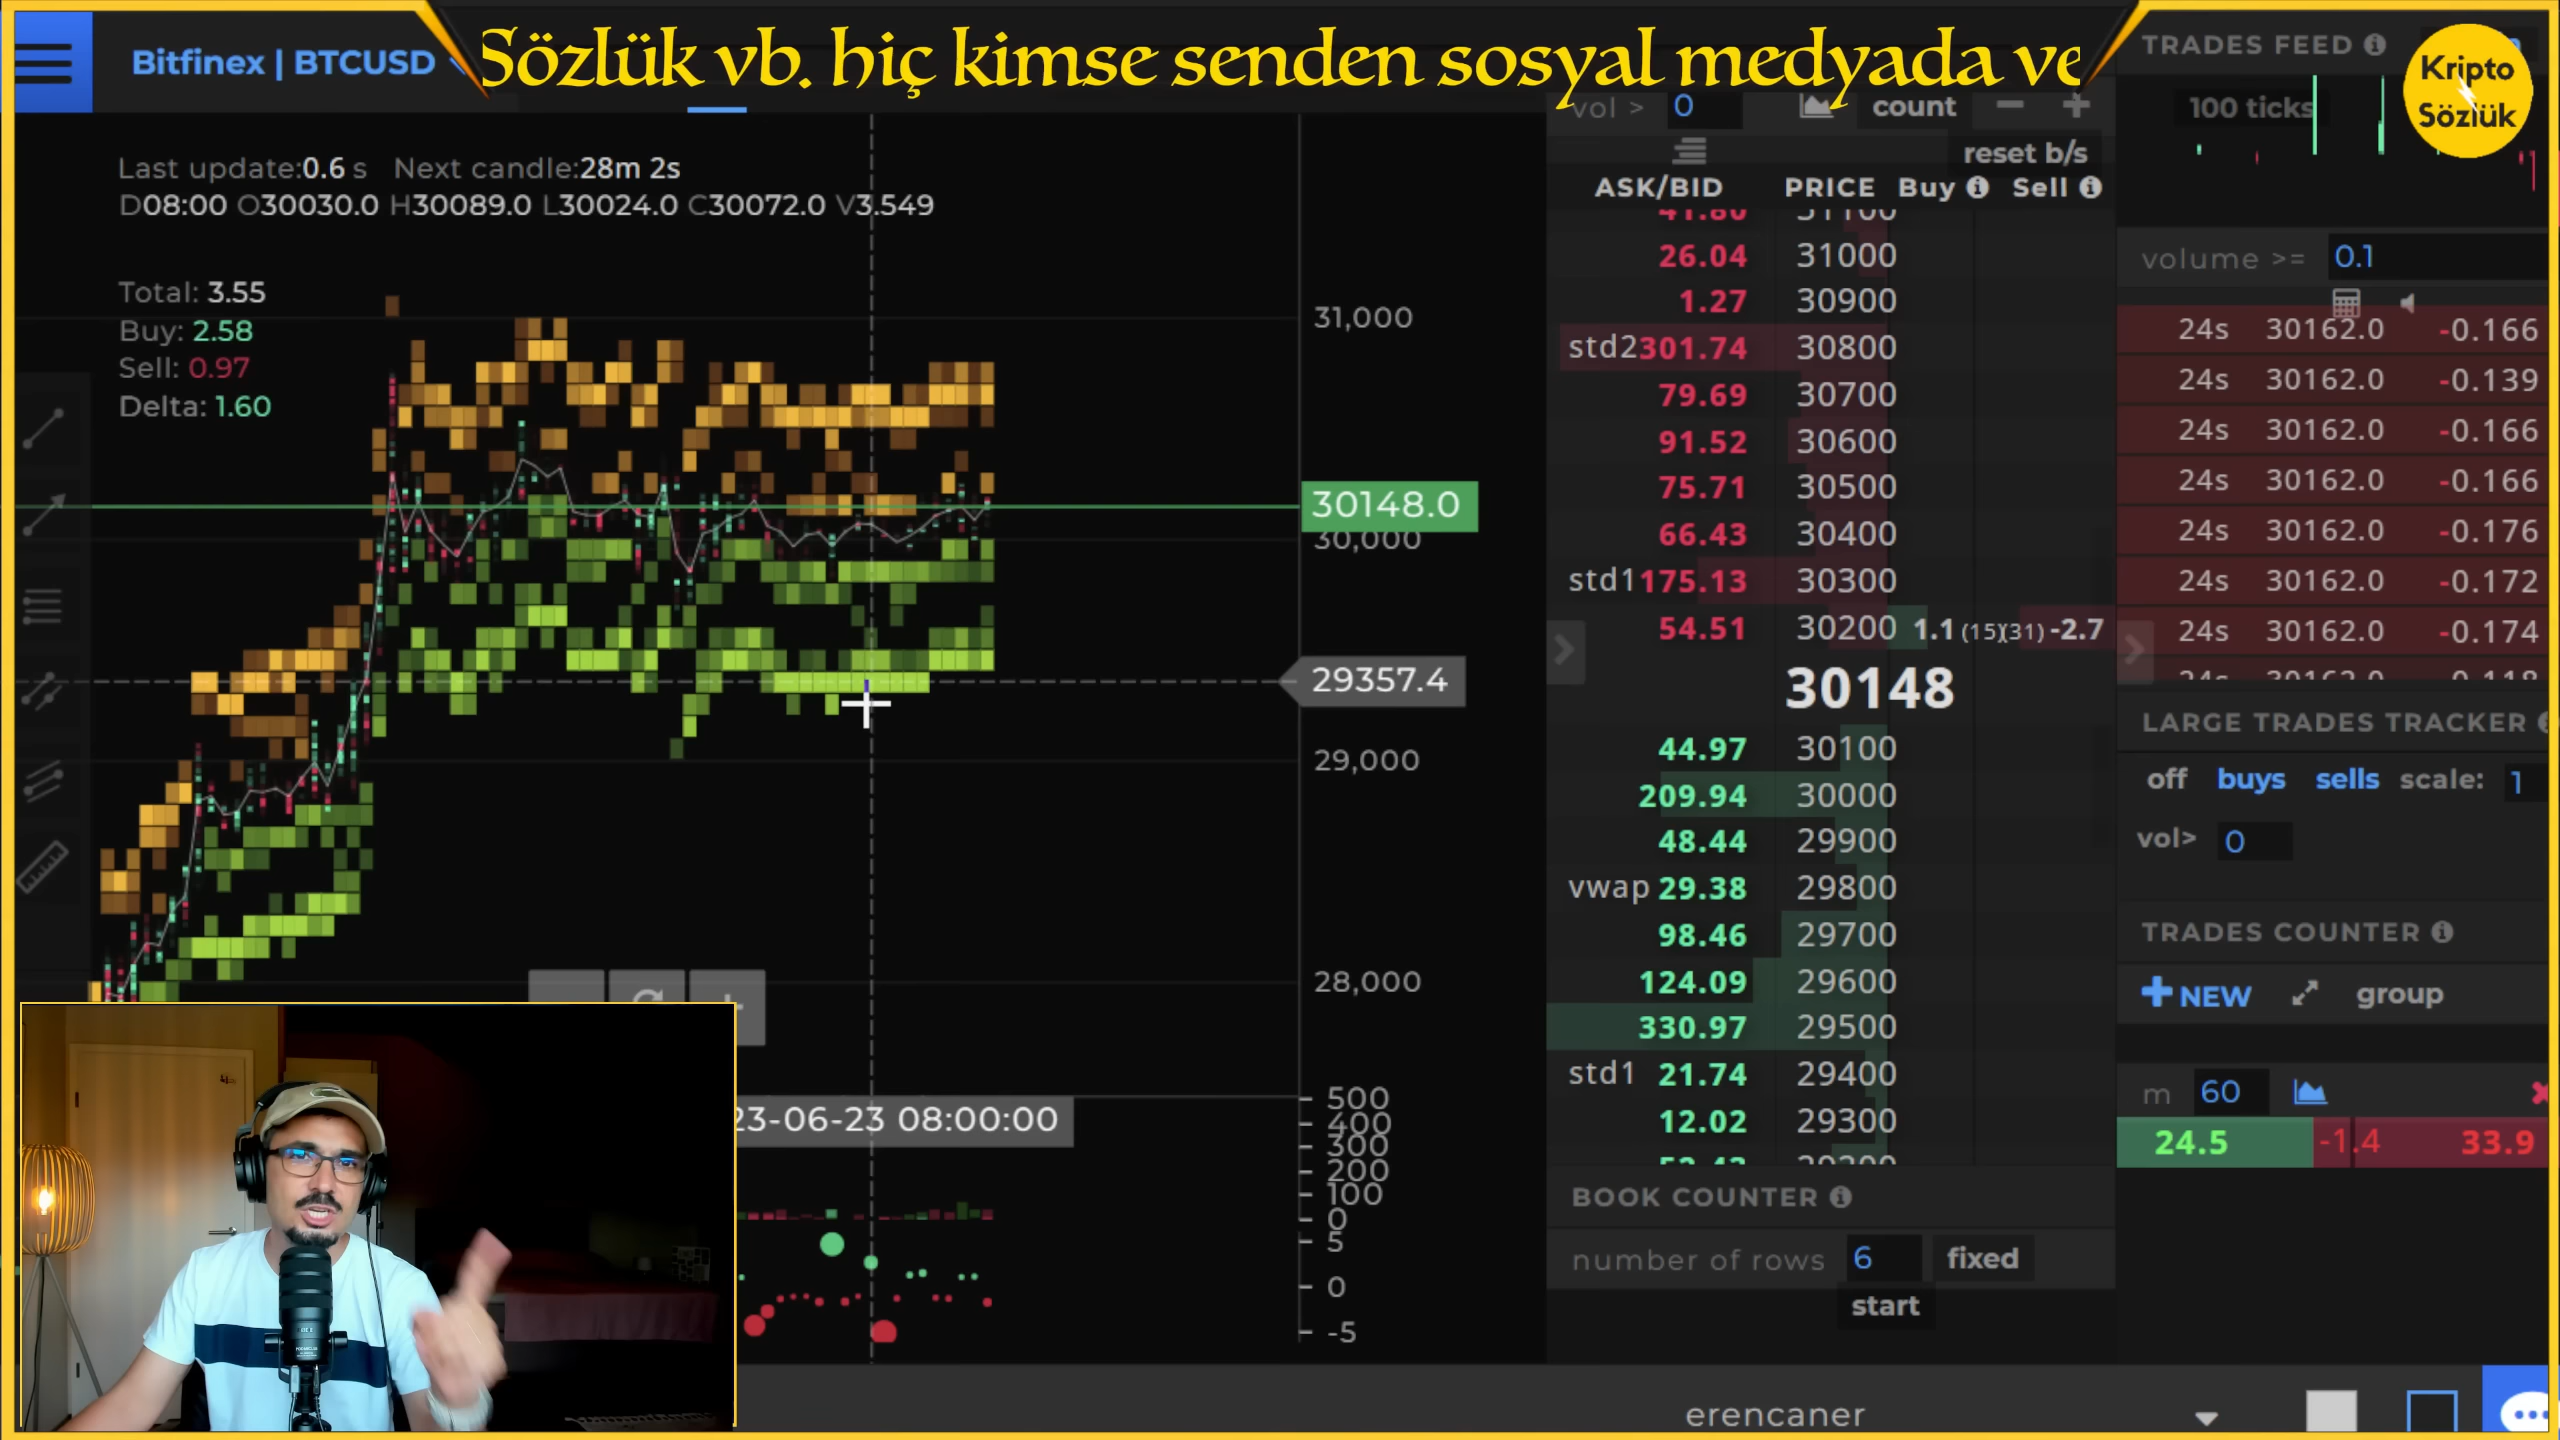 Bitfinex | BTCUSD
Sözlük vb. hiç kimse senden sosyal medyada ve
TRADES FEED
Kripto
Sözlük
vol > 0 count − +
100 ticks
reset b/s
ASK/BID PRICE Buy Sell
Last update:0.6 s Next candle:28m 2s
D08:00 O30030.0 H30089.0 L30024.0 C30072.0 V3.549
Total: 3.55
Buy: 2.58
Sell: 0.97
Delta: 1.60
31,000
30148.0
30,000
29357.4
29,000
28,000
23-06-23 08:00:00
500
400
300
200
100
0
5
0
-5
41.80 31100
26.04 31000
1.27 30900
std2 301.74 30800
79.69 30700
91.52 30600
75.71 30500
66.43 30400
std1 175.13 30300
54.51 30200 1.1 (15)(31) -2.7
30148
44.97 30100
209.94 30000
48.44 29900
vwap 29.38 29800
98.46 29700
124.09 29600
330.97 29500
std1 21.74 29400
12.02 29300
BOOK COUNTER
number of rows 6 fixed
start
volume >= 0.1
24s 30162.0 -0.166
24s 30162.0 -0.139
24s 30162.0 -0.166
24s 30162.0 -0.166
24s 30162.0 -0.176
24s 30162.0 -0.172
24s 30162.0 -0.174
LARGE TRADES TRACKER
off buys sells scale: 1
vol> 0
TRADES COUNTER
+ NEW group
m 60
24.5 -1.4 33.9
erencaner